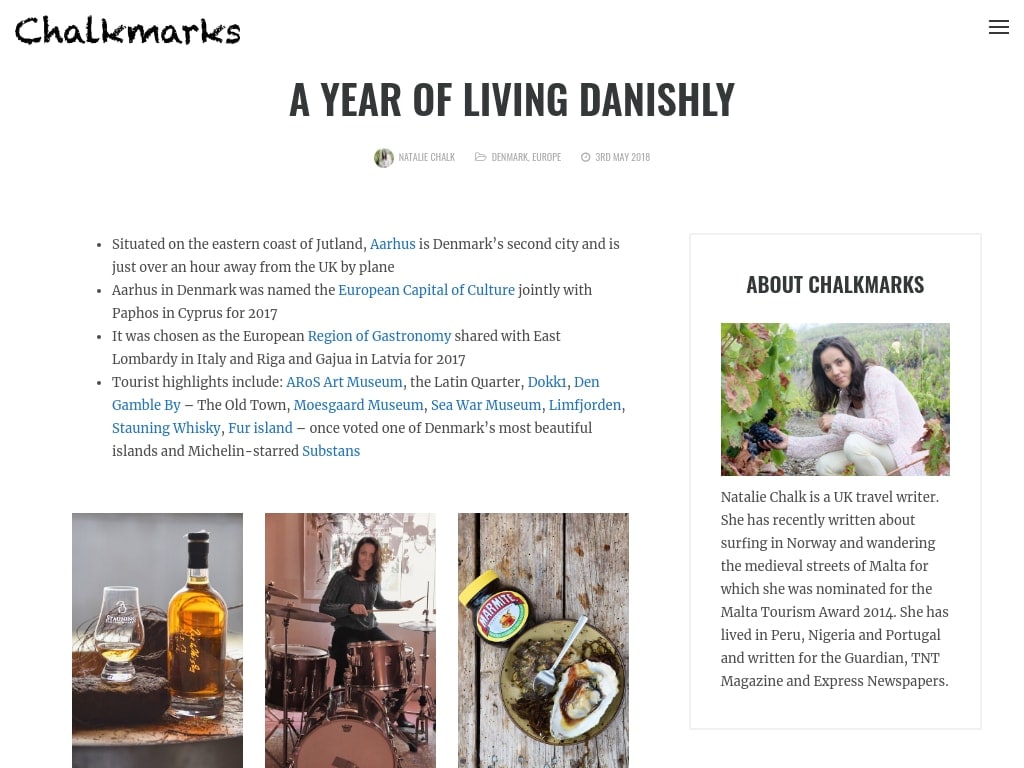 Chalkmarks
A YEAR OF LIVING DANISHLY
NATALIE CHALK DENMARK, EUROPE 3RD MAY 2018
• Situated on the eastern coast of Jutland, Aarhus is Denmark’s second city and is
just over an hour away from the UK by plane
• Aarhus in Denmark was named the European Capital of Culture jointly with
Paphos in Cyprus for 2017
• It was chosen as the European Region of Gastronomy shared with East
Lombardy in Italy and Riga and Gajua in Latvia for 2017
• Tourist highlights include: ARoS Art Museum, the Latin Quarter, Dokk1, Den
Gamble By – The Old Town, Moesgaard Museum, Sea War Museum, Limfjorden,
Stauning Whisky, Fur island – once voted one of Denmark’s most beautiful
islands and Michelin-starred Substans
MARMITE
ABOUT CHALKMARKS
Natalie Chalk is a UK travel writer.
She has recently written about
surfing in Norway and wandering
the medieval streets of Malta for
which she was nominated for the
Malta Tourism Award 2014. She has
lived in Peru, Nigeria and Portugal
and written for the Guardian, TNT
Magazine and Express Newspapers.